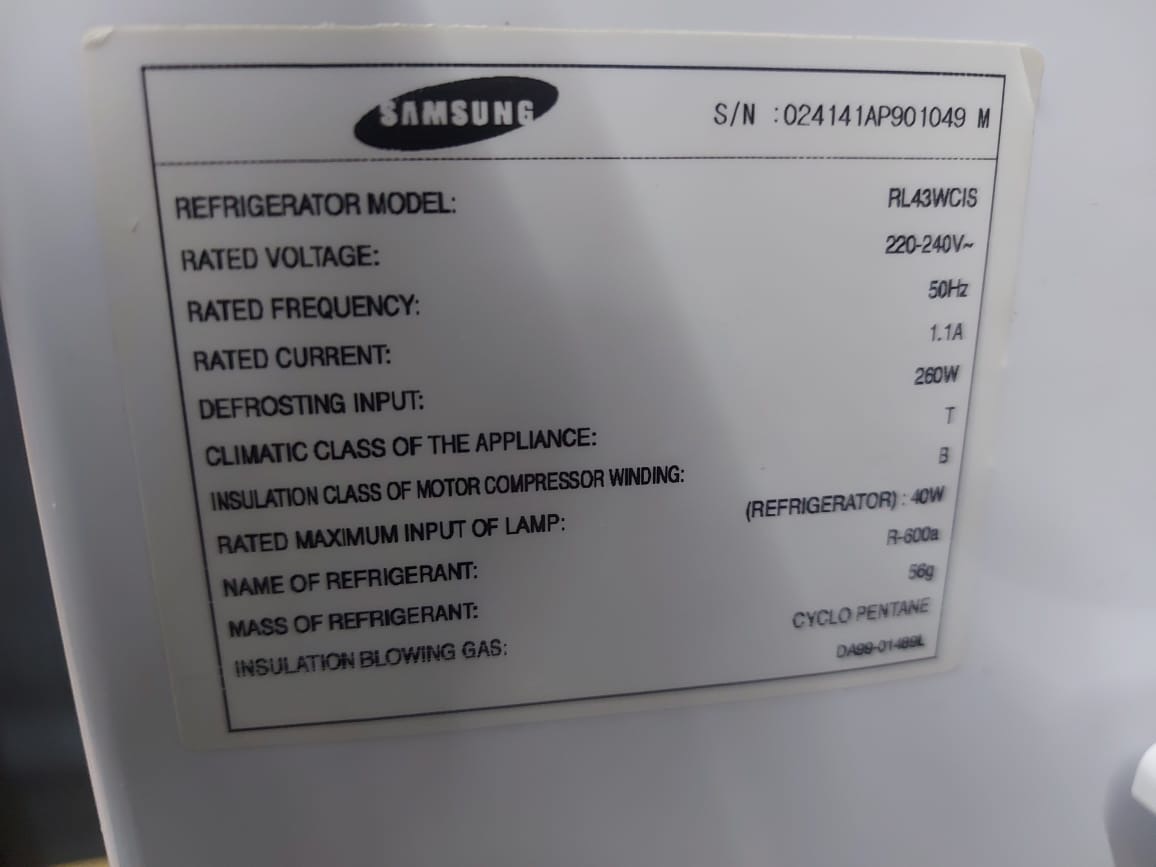 SAMSUNG S/N :024141AP901049 M
REFRIGERATOR MODEL: RL43WCIS
RATED VOLTAGE: 220-240V~
RATED FREQUENCY: 50Hz
RATED CURRENT: 1.1A
DEFROSTING INPUT: 260W
CLIMATIC CLASS OF THE APPLIANCE: T
INSULATION CLASS OF MOTOR COMPRESSOR WINDING: B
RATED MAXIMUM INPUT OF LAMP: (REFRIGERATOR) : 40W
NAME OF REFRIGERANT: R-600a
MASS OF REFRIGERANT: 56g
INSULATION BLOWING GAS: CYCLO PENTANE
DA99-01489L